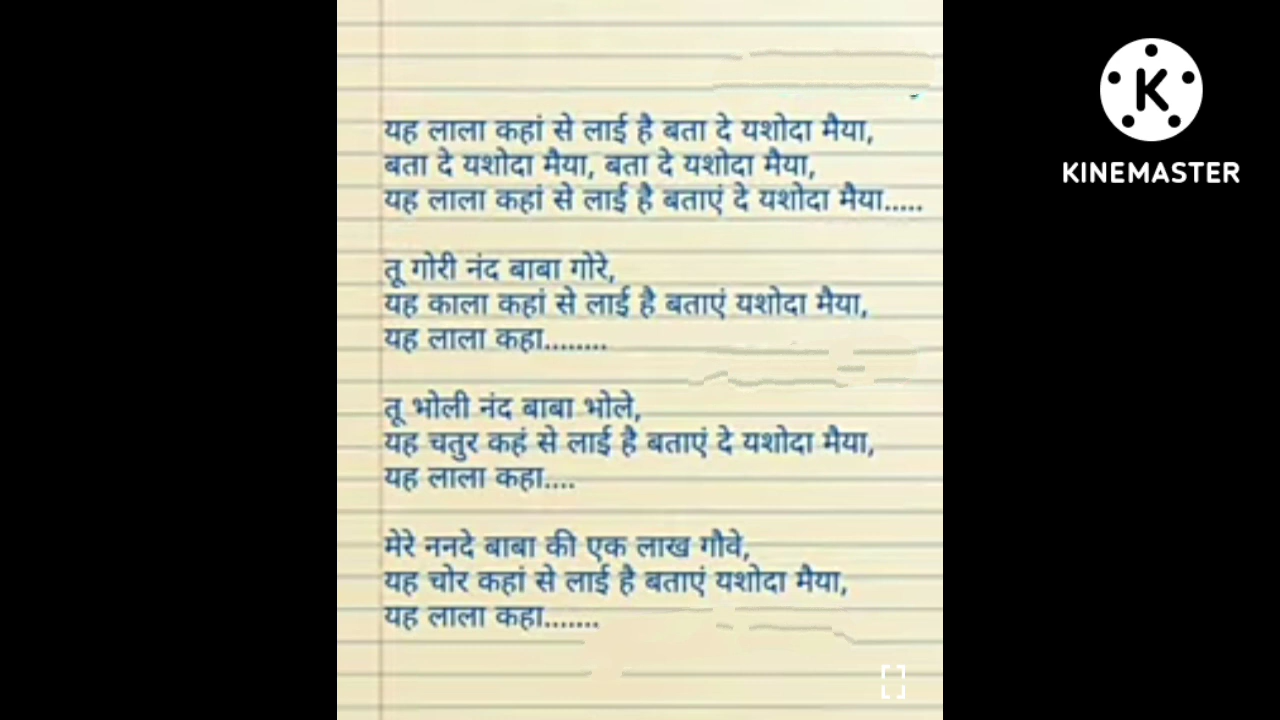 यह लाला कहां से लाई है बता दे यशोदा मैया,
बता दे यशोदा मैया, बता दे यशोदा मैया,
यह लाला कहां से लाई है बताएं दे यशोदा मैया.....
तू गोरी नंद बाबा गोरे,
यह काला कहां से लाई है बताएं यशोदा मैया,
यह लाला कहा........
तू भोली नंद बाबा भोले,
यह चतुर कहं से लाई है बताएं दे यशोदा मैया,
यह लाला कहा....
मेरे ननदे बाबा की एक लाख गौवे,
यह चोर कहां से लाई है बताएं यशोदा मैया,
यह लाला कहा.......
K
KINEMASTER